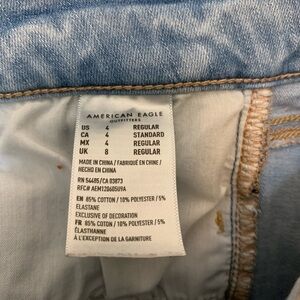 AMERICAN EAGLE
OUTFITTERS
US 4 REGULAR
CA 4 STANDARD
MX 4 REGULAR
UK 8 REGULAR
MADE IN CHINA / FABRIQUÉ EN CHINE /
HECHO EN CHINA
RN 54485/CA 03873
RFC# AEM1206059U9A
EN 85% COTTON / 10% POLYESTER / 5%
ELASTANE
EXCLUSIVE OF DECORATION
FR 85% COTON / 10% POLYESTER / 5%
ÉLASTHANNE
À L'EXCEPTION DE LA GARNITURE